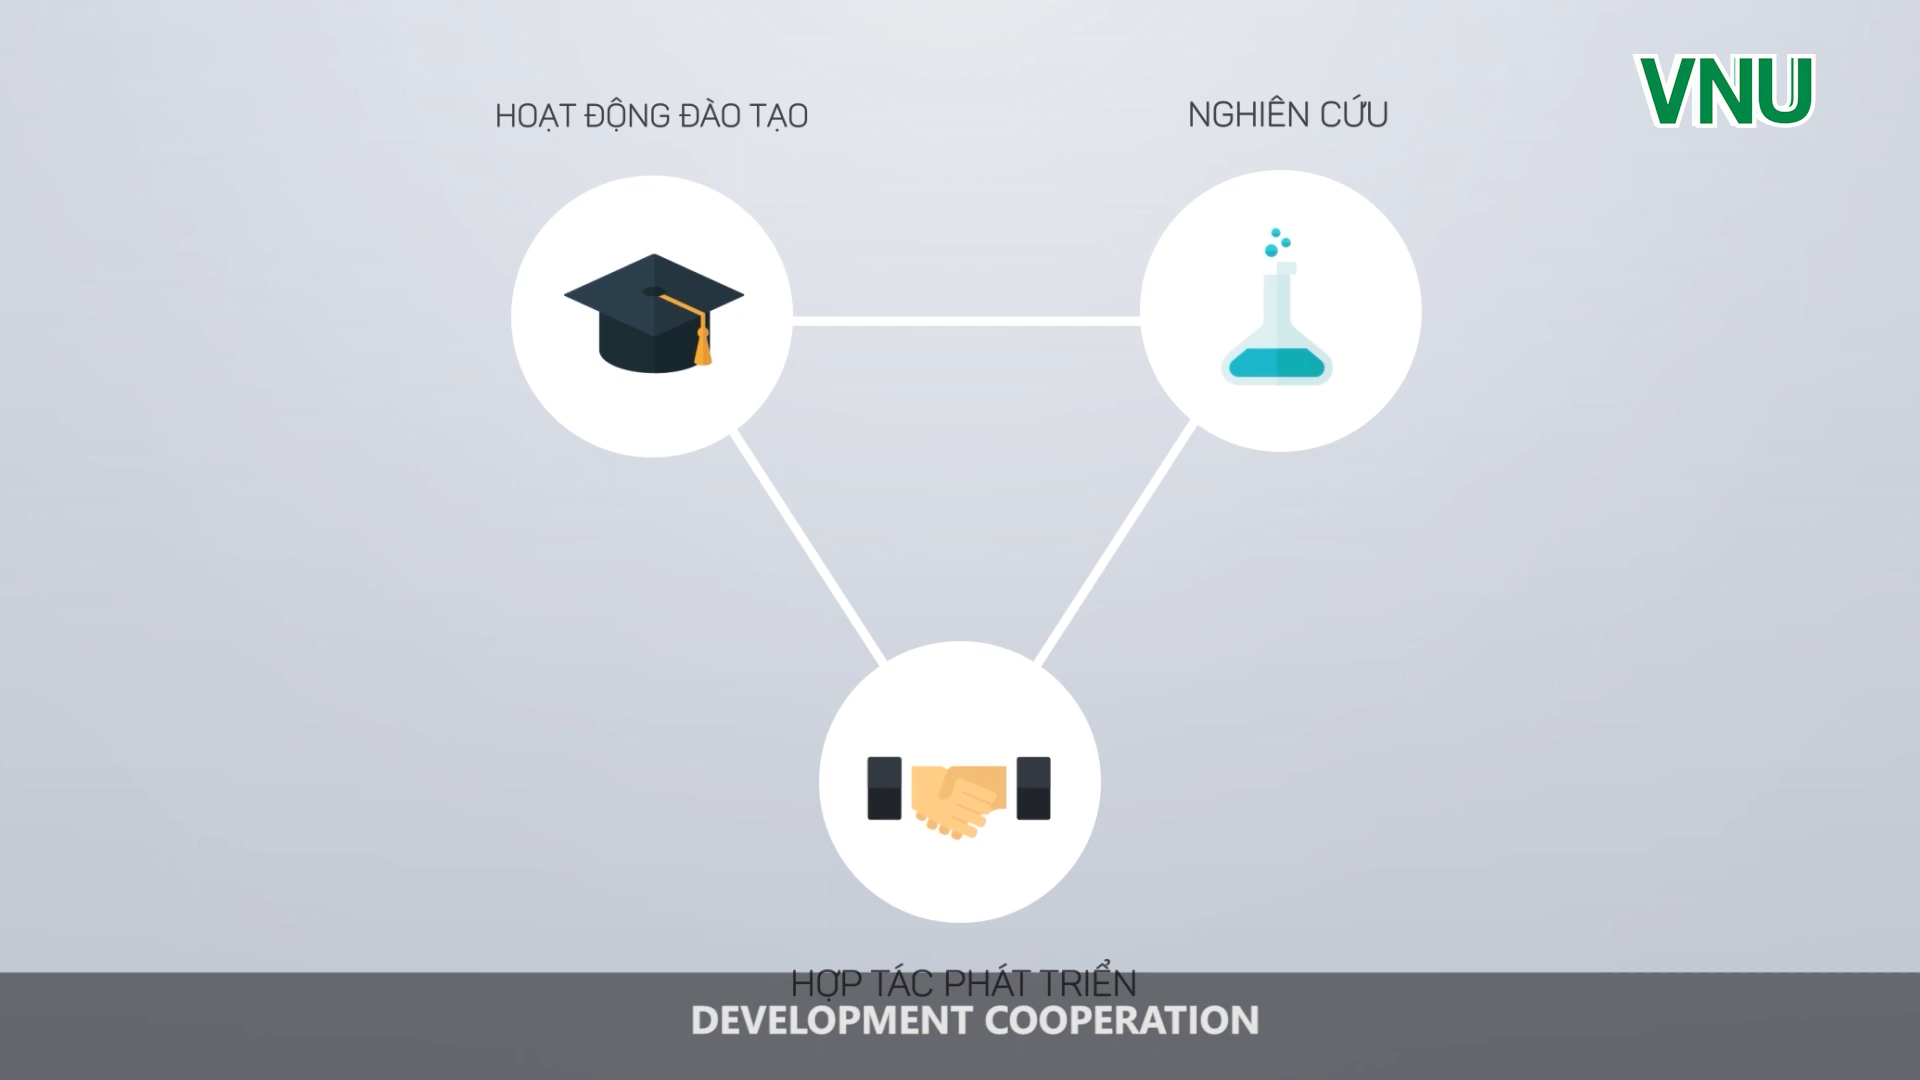 VNU
HOẠT ĐỘNG ĐÀO TẠO
NGHIÊN CỨU
HỢP TÁC PHÁT TRIỂN
DEVELOPMENT COOPERATION